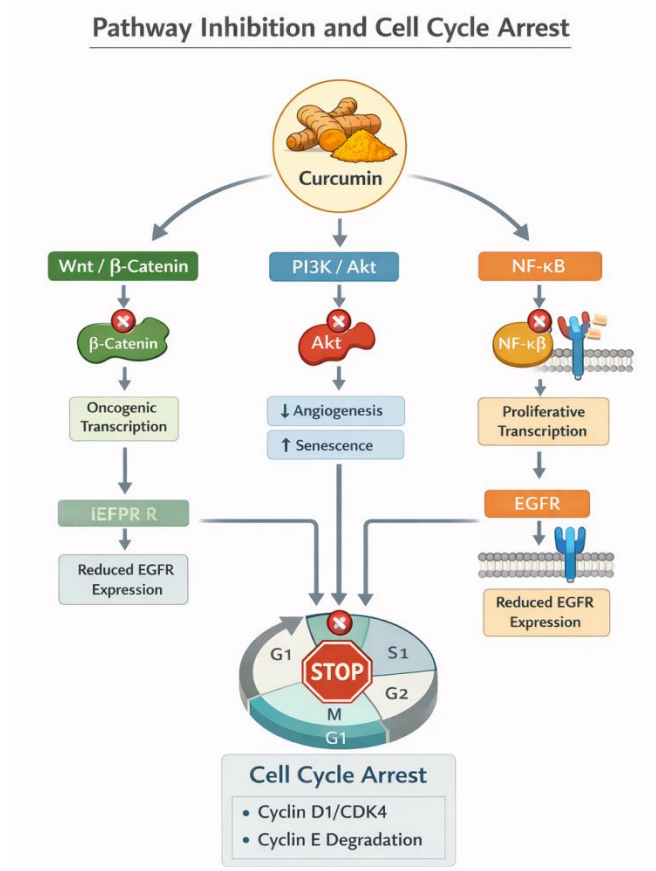 Pathway Inhibition and Cell Cycle Arrest
Curcumin
Wnt / β-Catenin
PI3K / Akt
NF-κB
β-Catenin
Akt
NF-κβ
Oncogenic
Transcription
↓ Angiogenesis
↑ Senescence
Proliferative
Transcription
iEFPR R
EGFR
Reduced EGFR
Expression
Reduced EGFR
Expression
G1
S1
STOP
G2
M
G1
Cell Cycle Arrest
• Cyclin D1/CDK4
• Cyclin E Degradation